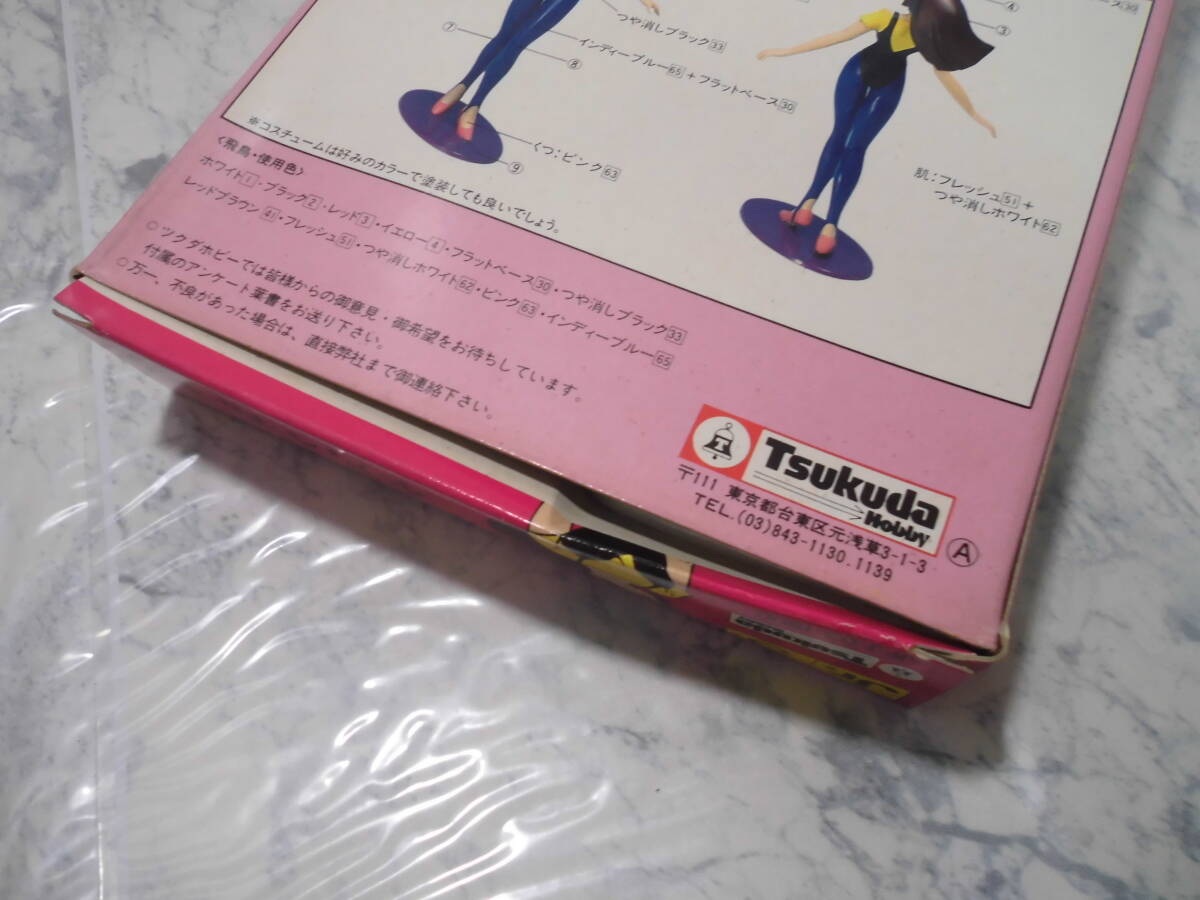 ④
③
つや消しブラック33
⑦
インディーブルー65+フラットベース30
⑧
くつ:ピンク63
⑨
肌:フレッシュ51+
つや消しホワイト62
※コスチュームは好みのカラーで塗装しても良いでしょう。
〈飛鳥・使用色〉
ホワイト1・ブラック2・レッド3・イエロー4・フラットベース30・つや消しブラック33
レッドブラウン41・フレッシュ51・つや消しホワイト62・ピンク63・インディーブルー65
○ツクダホビーでは皆様からの御意見・御希望をお待ちしています。
付属のアンケート葉書をお送り下さい。
○万一、不良があった場合は、直接弊社まで御連絡下さい。
Tsukuda
Hobby
〒111 東京都台東区元浅草3-1-3
TEL.(03)843-1130.1139
Ⓐ
Tsukuda